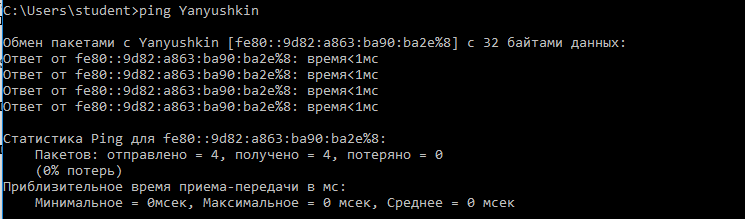 C:\Users\student>ping Yanyushkin
Обмен пакетами с Yanyushkin [fe80::9d82:a863:ba90:ba2e%8] с 32 байтами данных:
Ответ от fe80::9d82:a863:ba90:ba2e%8: время<1мс
Ответ от fe80::9d82:a863:ba90:ba2e%8: время<1мс
Ответ от fe80::9d82:a863:ba90:ba2e%8: время<1мс
Ответ от fe80::9d82:a863:ba90:ba2e%8: время<1мс
Статистика Ping для fe80::9d82:a863:ba90:ba2e%8:
    Пакетов: отправлено = 4, получено = 4, потеряно = 0
    (0% потерь)
Приблизительное время приема-передачи в мс:
    Минимальное = 0мсек, Максимальное = 0 мсек, Среднее = 0 мсек